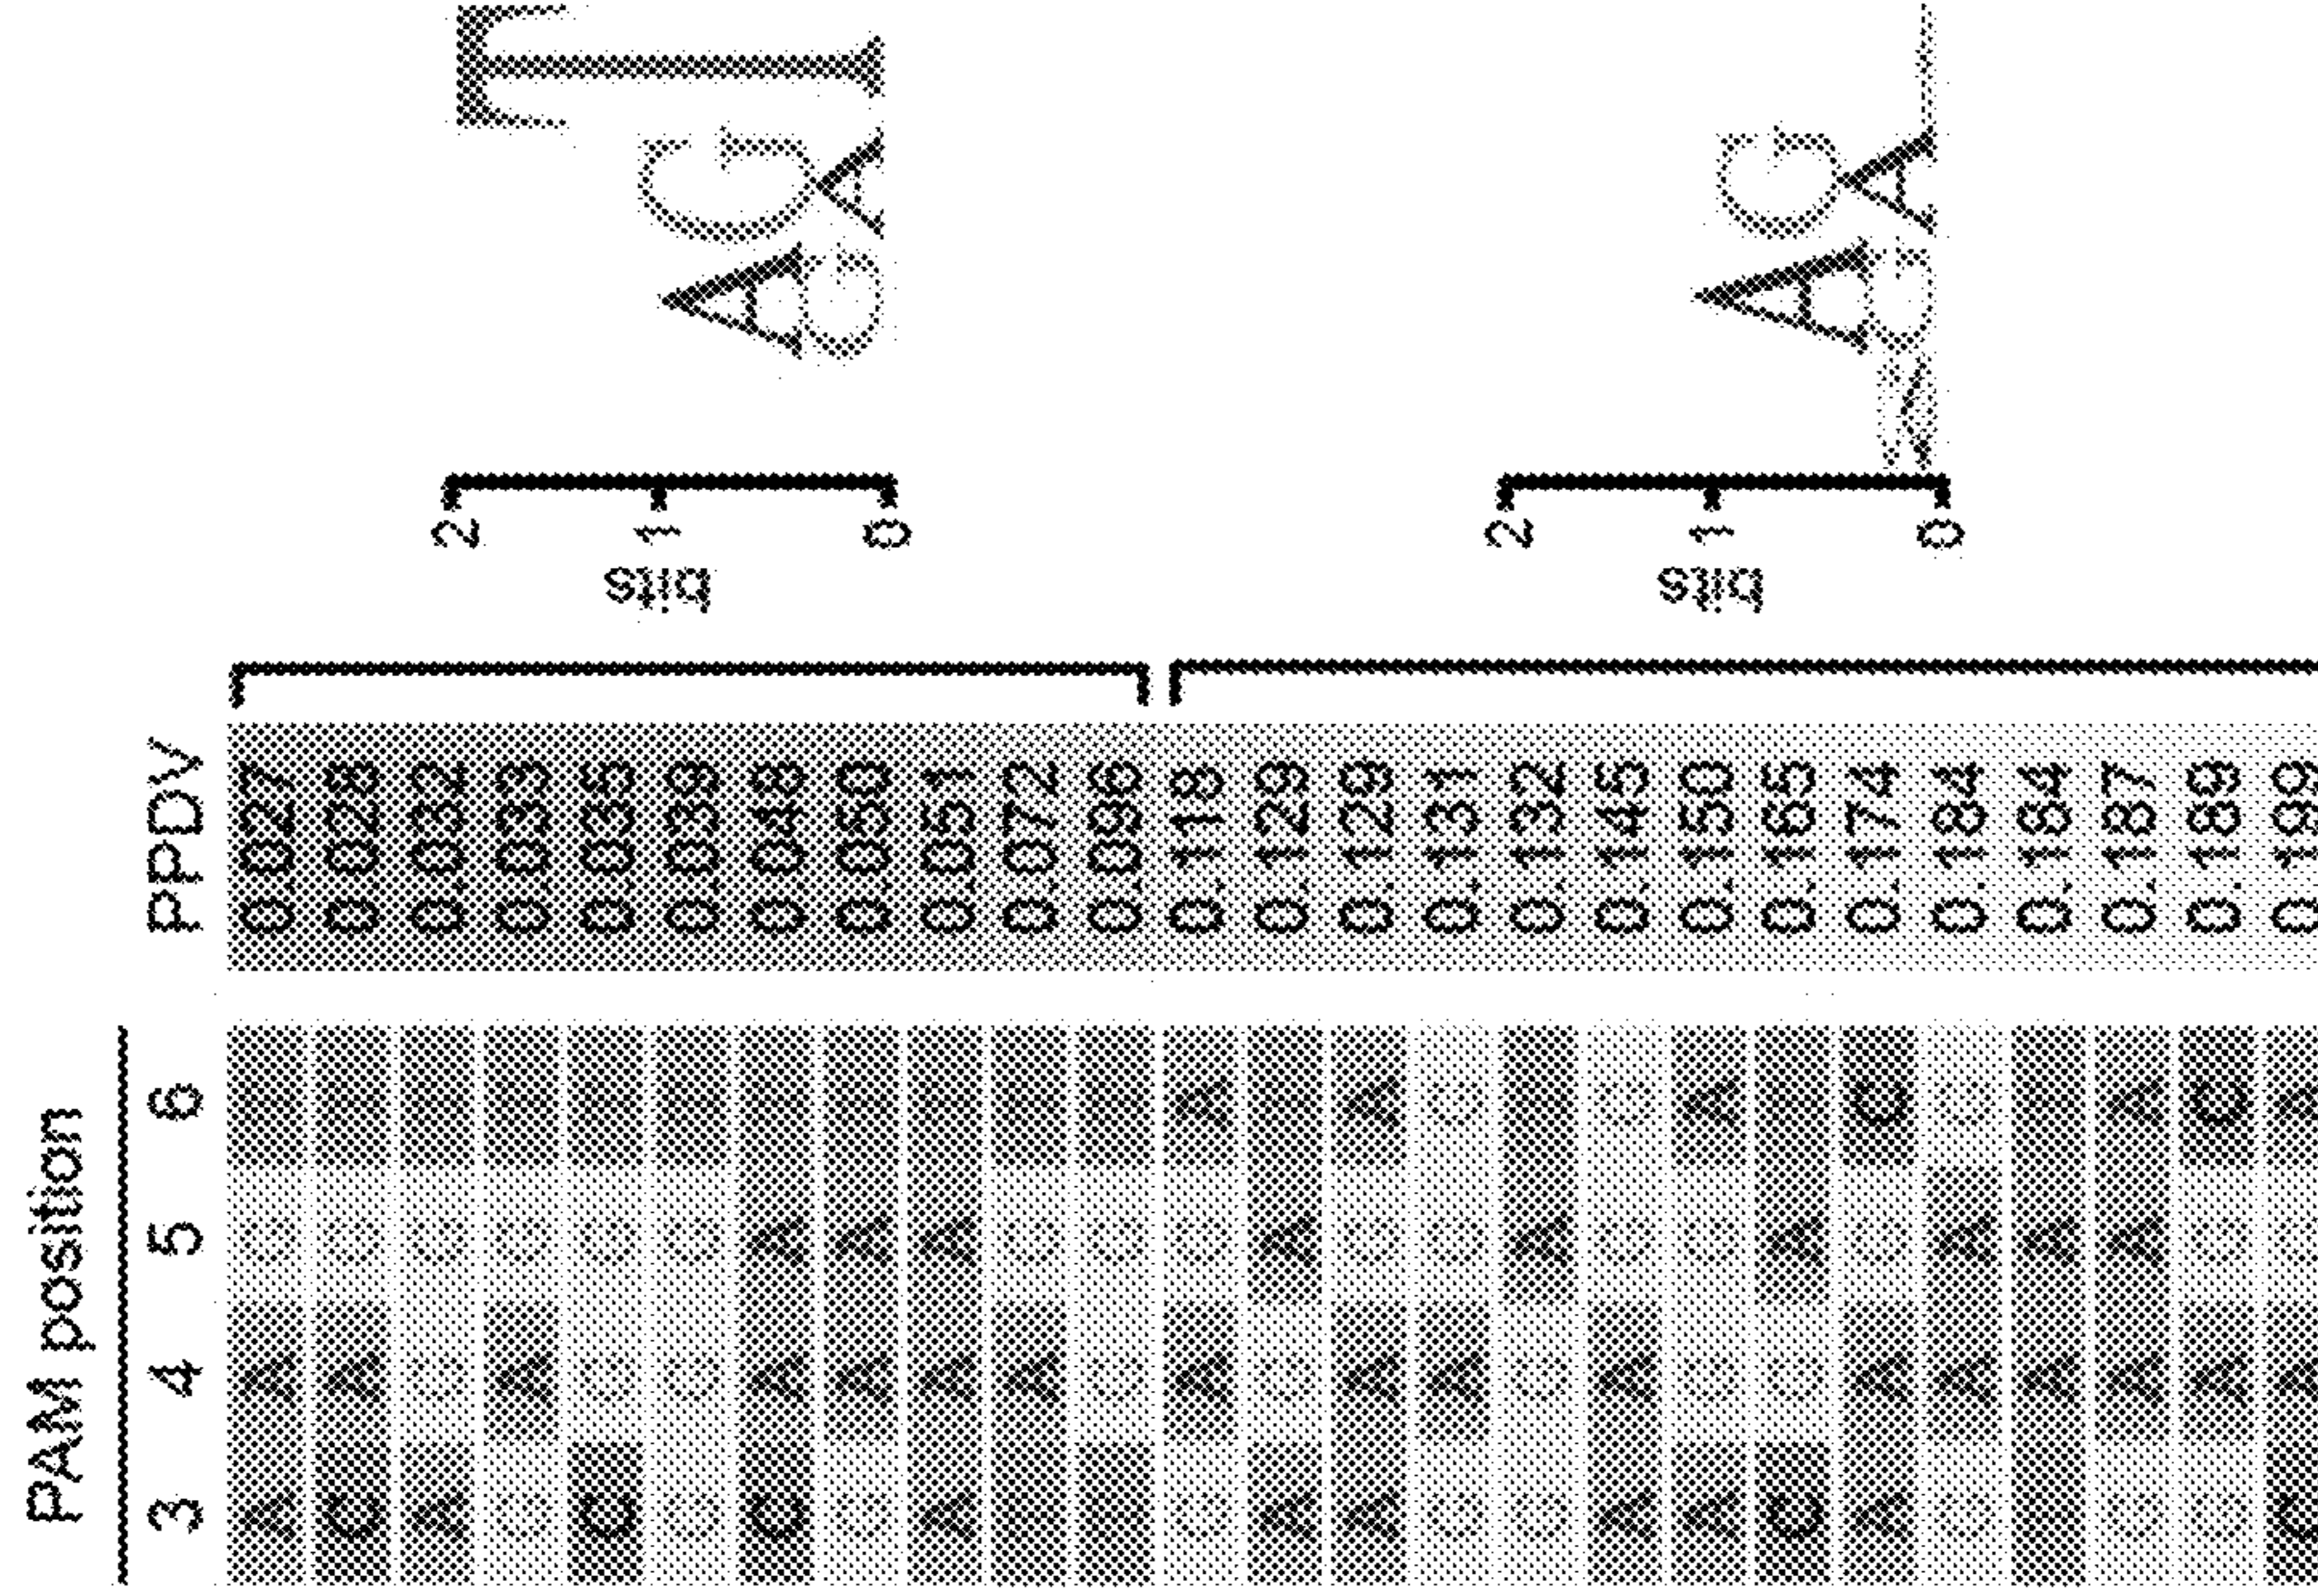 PAM position
3 4 5 6 PPDV
A A G 0.027
C A G 0.028
A G G 0.032
G A G 0.033
C G G 0.035
G G G 0.039
C A A 0.048
G A A 0.050
A A A 0.051
A G 0.072
G G 0.096
G A G A 0.118
A G A 0.129
A A G A 0.129
G A G G 0.131
G G A 0.132
A A G G 0.145
A G G A 0.150
C G A 0.165
A A G C 0.174
G A A G 0.184
A A 0.184
G A A A 0.187
G A G C 0.189
C A G A 0.199
bits
2
1
0
A G T
G A
bits
2
1
0
A G
G A